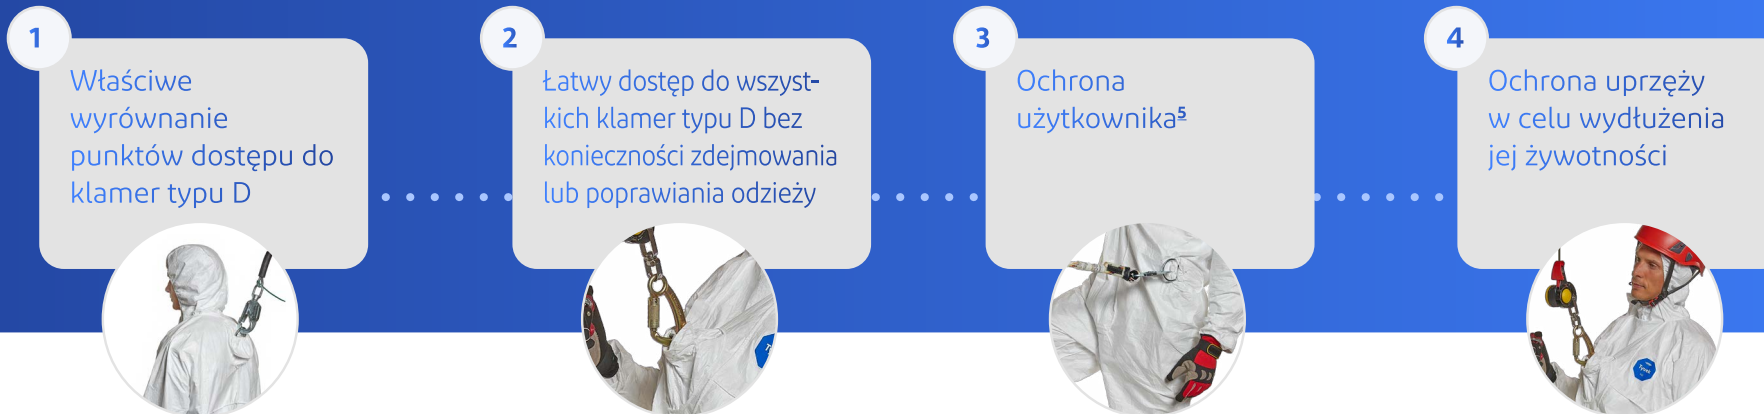 1
Właściwe
wyrównanie
punktów dostępu do
klamer typu D
2
Łatwy dostęp do wszyst-
kich klamer typu D bez
konieczności zdejmowania
lub poprawiania odzieży
3
Ochrona
użytkownika5
4
Ochrona uprzęży
w celu wydłużenia
jej żywotności
Tyvek